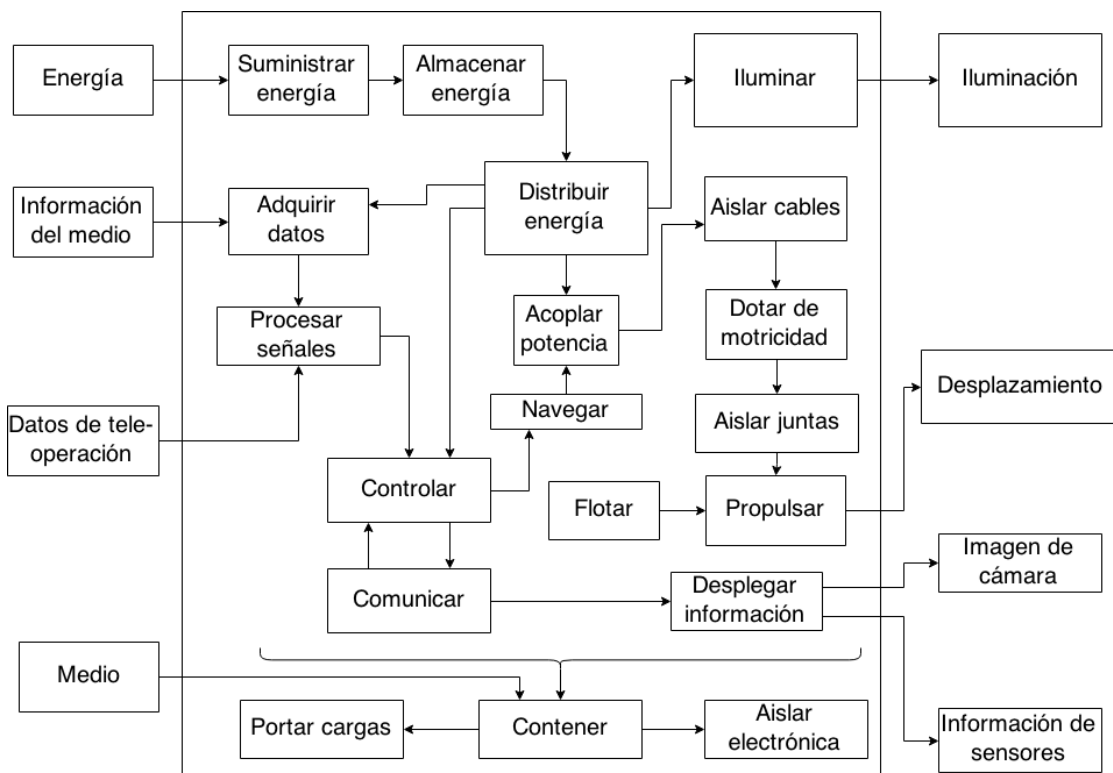 Energía
Suministrar
energía
Almacenar
energía
Iluminar
Iluminación
Información
del medio
Adquirir
datos
Distribuir
energía
Aislar cables
Procesar
señales
Acoplar
potencia
Dotar de
motricidad
Desplazamiento
Datos de tele-
operación
Navegar
Aislar juntas
Controlar
Flotar
Propulsar
Imagen de
cámara
Comunicar
Desplegar
información
Medio
Portar cargas
Contener
Aislar
electrónica
Información de
sensores